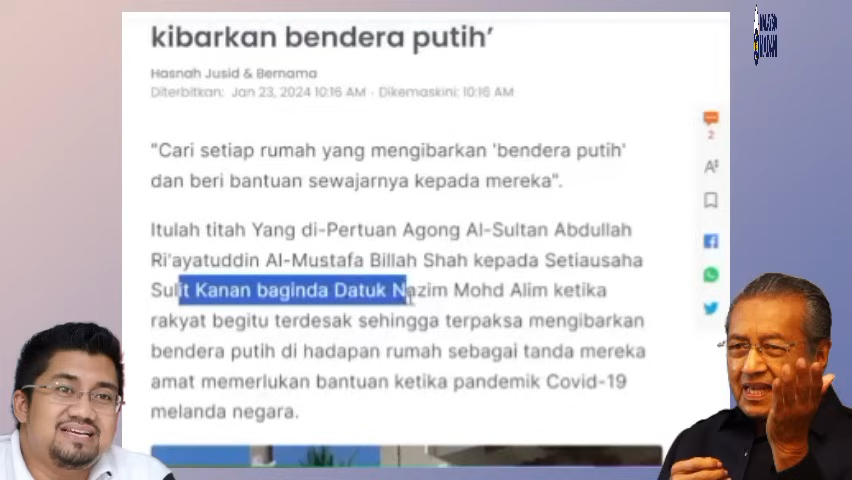 kibarkan bendera putih’
Hasnah Jusid & Bernama
Diterbitkan: Jan 23, 2024 10:16 AM · Dikemaskini: 10:16 AM
2
"Cari setiap rumah yang mengibarkan 'bendera putih'
dan beri bantuan sewajarnya kepada mereka".
Itulah titah Yang di-Pertuan Agong Al-Sultan Abdullah
Ri'ayatuddin Al-Mustafa Billah Shah kepada Setiausaha
Sulit Kanan baginda Datuk Nazim Mohd Alim ketika
rakyat begitu terdesak sehingga terpaksa mengibarkan
bendera putih di hadapan rumah sebagai tanda mereka
amat memerlukan bantuan ketika pandemik Covid-19
melanda negara.